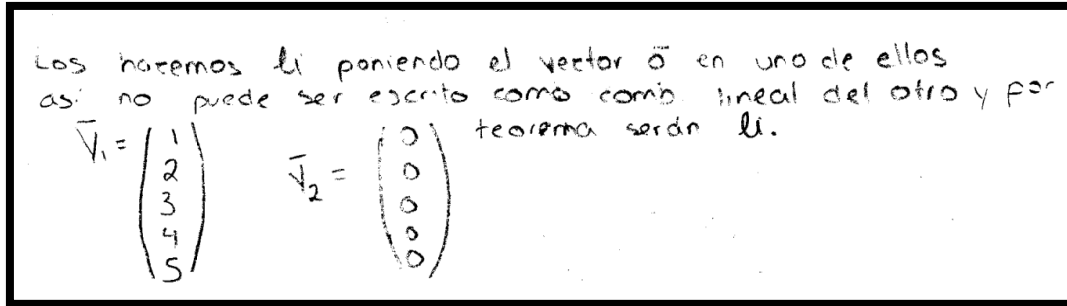 Los hacemos li poniendo el vector ō en uno de ellos
así no puede ser escrito como comb. lineal del otro y por
teorema serán li.
V̄₁ = (1 2 3 4 5) V̄₂ = (0 0 0 0 0)